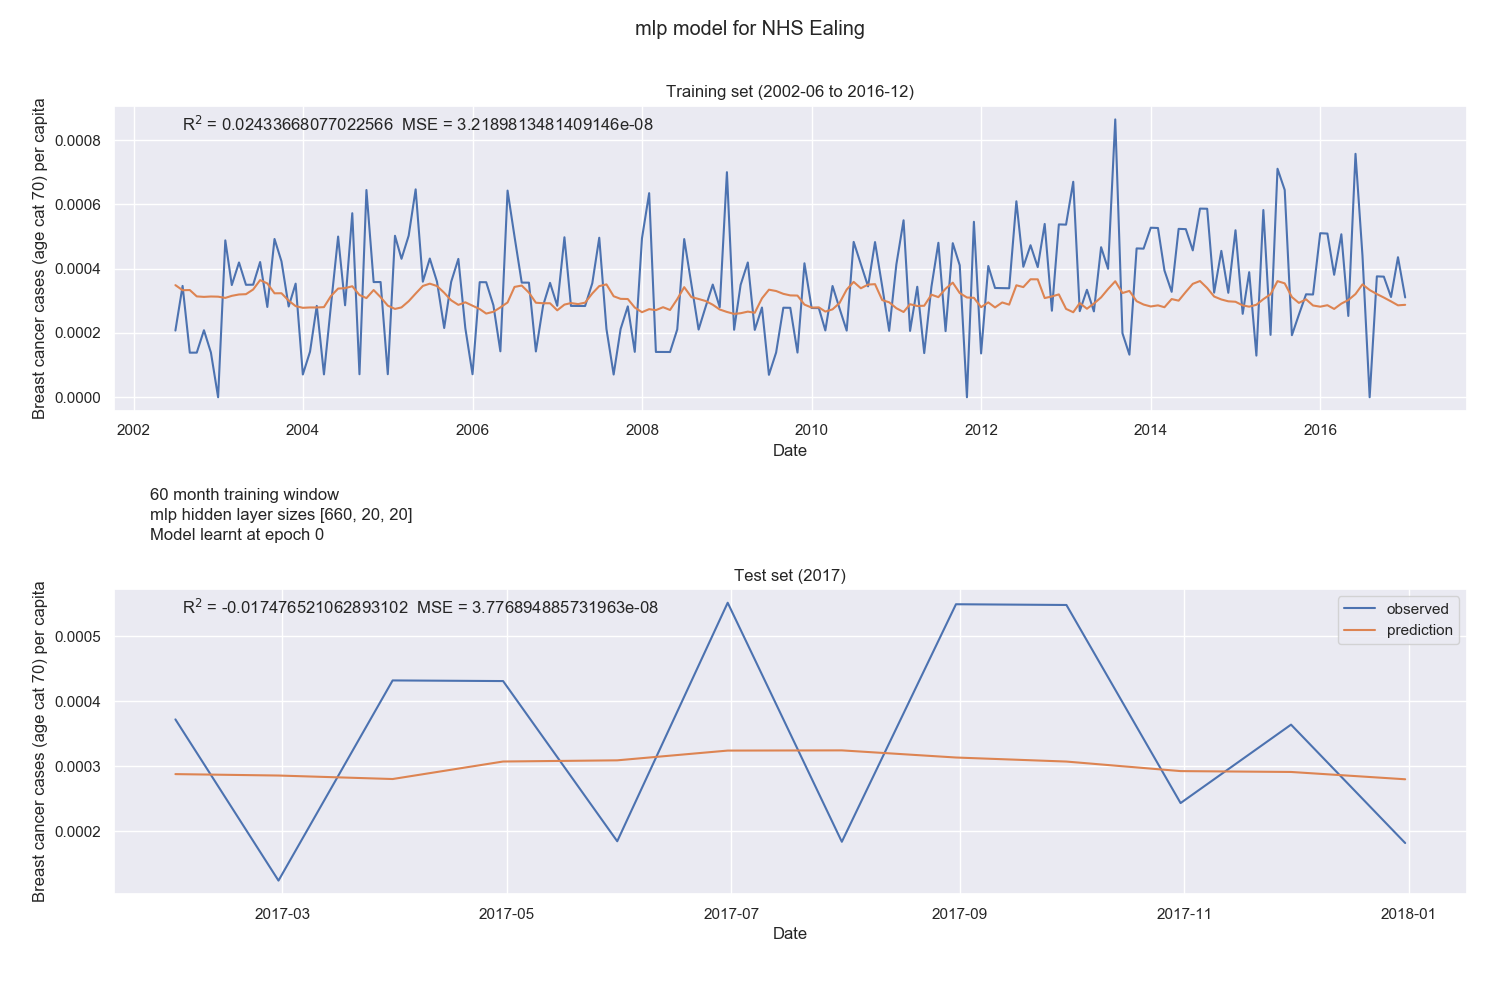 mlp model for NHS Ealing
Training set (2002-06 to 2016-12)
R² = 0.02433668077022566 MSE = 3.2189813481409146e-08
Breast cancer cases (age cat 70) per capita
0.0008
0.0006
0.0004
0.0002
0.0000
2002 2004 2006 2008 2010 2012 2014 2016
Date
60 month training window
mlp hidden layer sizes [660, 20, 20]
Model learnt at epoch 0
Test set (2017)
R² = -0.017476521062893102 MSE = 3.776894885731963e-08
observed
prediction
Breast cancer cases (age cat 70) per capita
0.0005
0.0004
0.0003
0.0002
2017-03 2017-05 2017-07 2017-09 2017-11 2018-01
Date